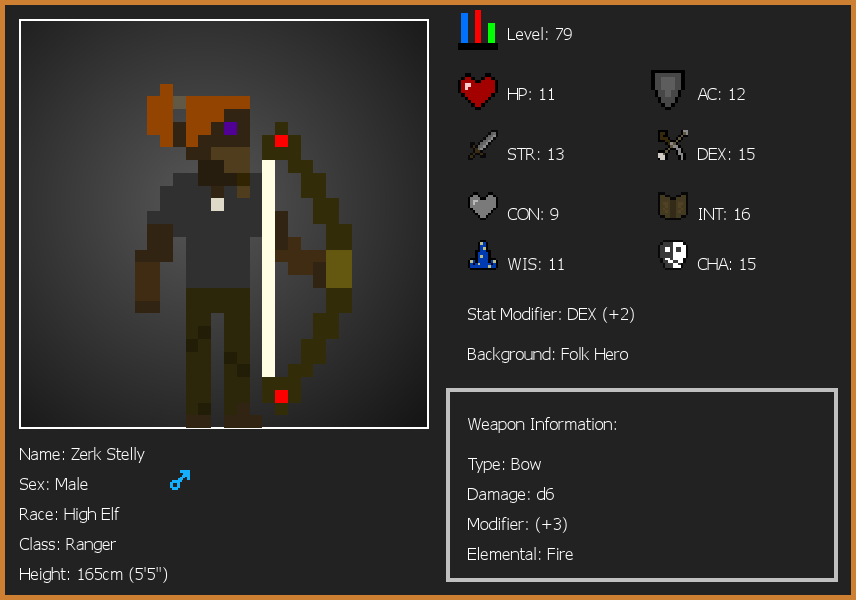 Level: 79
HP: 11
AC: 12
STR: 13
DEX: 15
CON: 9
INT: 16
WIS: 11
CHA: 15
Stat Modifier: DEX (+2)
Background: Folk Hero
Weapon Information:
Type: Bow
Damage: d6
Modifier: (+3)
Elemental: Fire
Name: Zerk Stelly
Sex: Male
Race: High Elf
Class: Ranger
Height: 165cm (5'5")